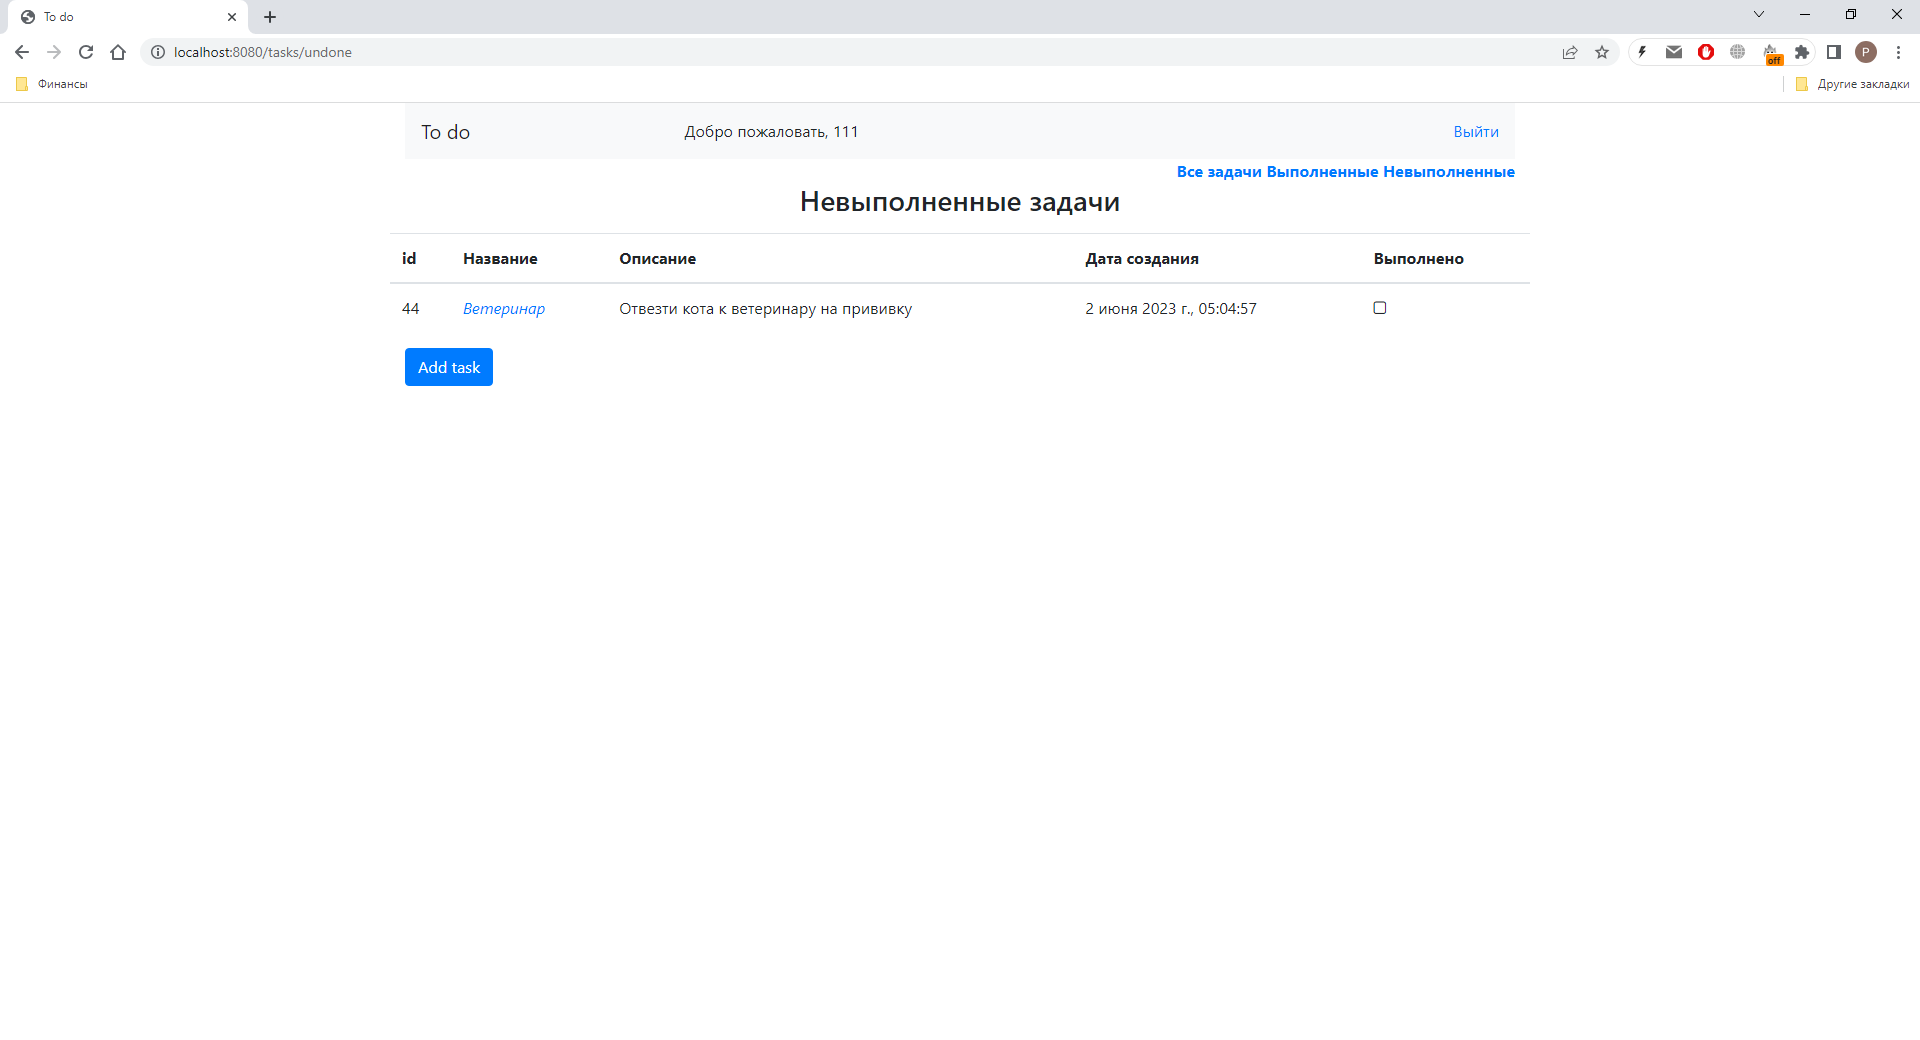 To do
localhost:8080/tasks/undone
off
P
Финансы
Другие закладки
To do Добро пожаловать, 111 Выйти
Все задачи Выполненные Невыполненные
Невыполненные задачи
id Название Описание Дата создания Выполнено
44 Ветеринар Отвезти кота к ветеринару на прививку 2 июня 2023 г., 05:04:57
Add task